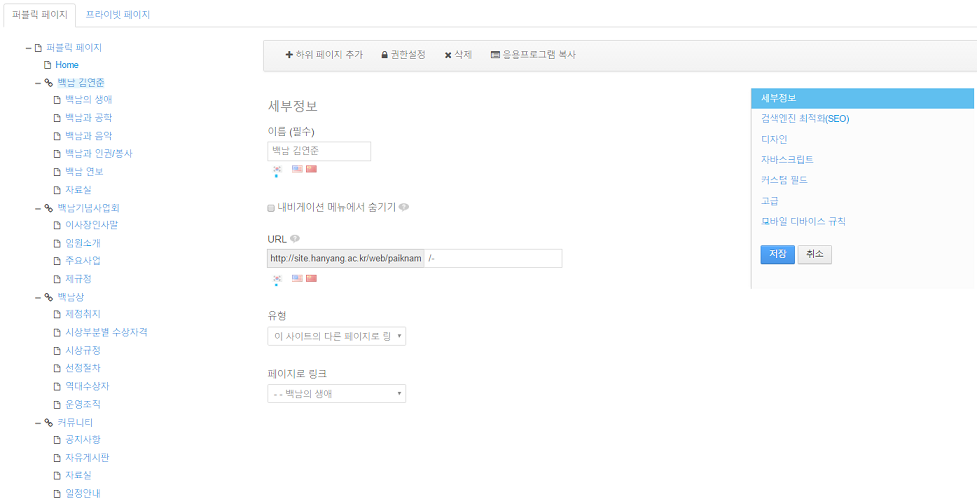 퍼블릭 페이지
프라이빗 페이지
퍼블릭 페이지
Home
백남 김연준
백남의 생애
백남과 공학
백남과 음악
백남과 인권/봉사
백남 연보
자료실
백남기념사업회
이사장인사말
임원소개
주요사업
제규정
백남상
제정취지
시상부분별 수상자격
시상규정
선정절차
역대수상자
운영조직
커뮤니티
공지사항
자유게시판
자료실
일정안내
하위 페이지 추가
권한설정
삭제
응용프로그램 복사
세부정보
이름 (필수)
백남 김연준
내비게이션 메뉴에서 숨기기
URL
http://site.hanyang.ac.kr/web/paiknam /-
유형
이 사이트의 다른 페이지로 링
페이지로 링크
- - 백남의 생애
세부정보
검색엔진 최적화(SEO)
디자인
자바스크립트
커스텀 필드
고급
모바일 디바이스 규칙
저장
취소